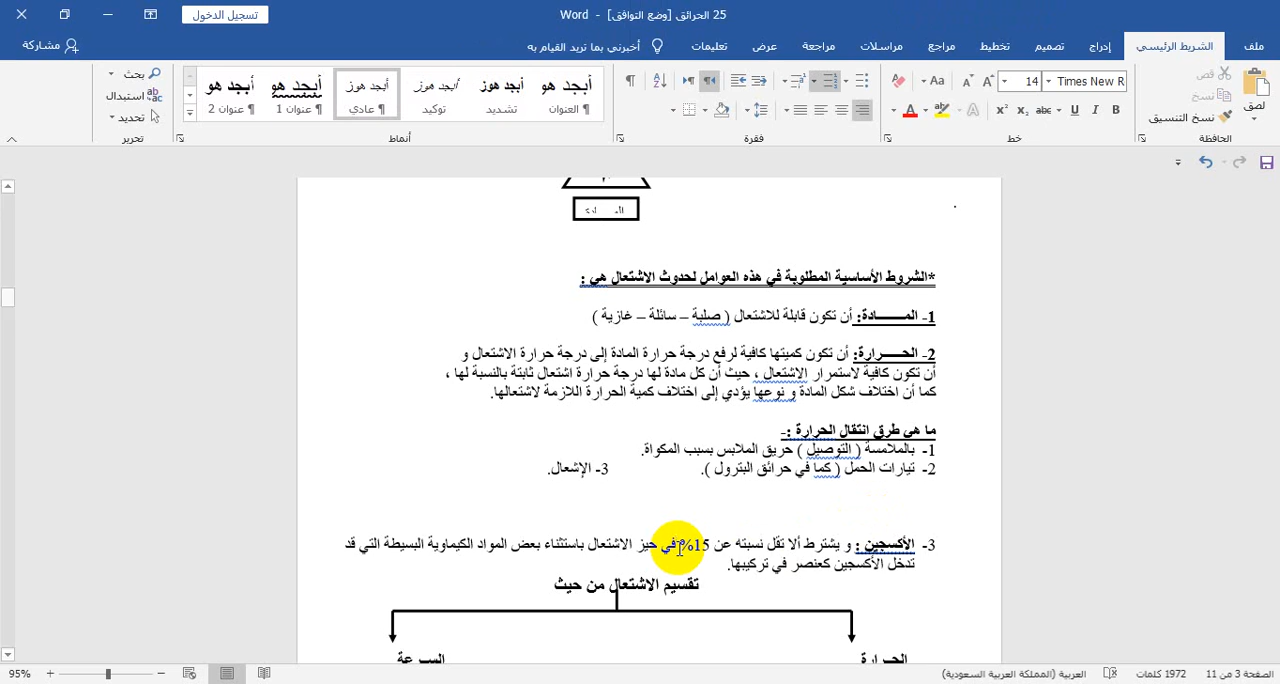 25 الحرائق [وضع التوافق] - Word
تسجيل الدخول
ملف
الشريط الرئيسي
إدراج
تصميم
تخطيط
مراجع
مراسلات
مراجعة
عرض
تعليمات
أخبرني بما تريد القيام به
مشاركة
لصق
قص
نسخ
نسخ التنسيق
الحافظة
Times New R
14
Aa
خط
فقرة
أبجد هو
العنوان
أبجد هوز
تشديد
أبجد هوز
توكيد
أبجد هوز
عادي
أبجد هو
عنوان 1
أبجد هو
عنوان 2
أنماط
بحث
استبدال
تحديد
تحرير
*الشروط الأساسية المطلوبة في هذه العوامل لحدوث الاشتعال هي :
1- المــــــادة: أن تكون قابلة للاشتعال ( صلبة – سائلة – غازية )
2- الحــــرارة: أن تكون كميتها كافية لرفع درجة حرارة المادة إلى درجة حرارة الاشتعال و
أن تكون كافية لاستمرار الاشتعال ، حيث أن كل مادة لها درجة حرارة اشتعال ثابتة بالنسبة لها ،
كما أن اختلاف شكل المادة و نوعها يؤدي إلى اختلاف كمية الحرارة اللازمة لاشتعالها.
ما هي طرق انتقال الحرارة :-
1- بالملامسة ( التوصيل ) حريق الملابس بسبب المكواة.
2- تيارات الحمل ( كما في حرائق البترول ). 3- الإشعال.
3- الأكسجين : و يشترط ألا تقل نسبته عن 15% في حيز الاشتعال باستثناء بعض المواد الكيماوية البسيطة التي قد
تدخل الأكسجين كعنصر في تركيبها.
تقسيم الاشتعال من حيث
الحرارة
السرعة
الصفحة 3 من 11
1972 كلمات
العربية (المملكة العربية السعودية)
95%